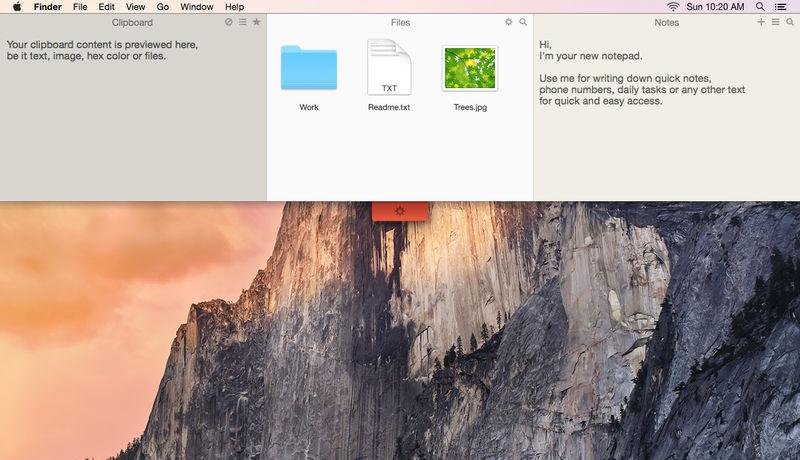 Finder File Edit View Go Window Help Sun 10:20 AM
Clipboard
Your clipboard content is previewed here,
be it text, image, hex color or files.
Files
TXT
Work Readme.txt Trees.jpg
Notes
Hi,
I'm your new notepad.
Use me for writing down quick notes,
phone numbers, daily tasks or any other text
for quick and easy access.